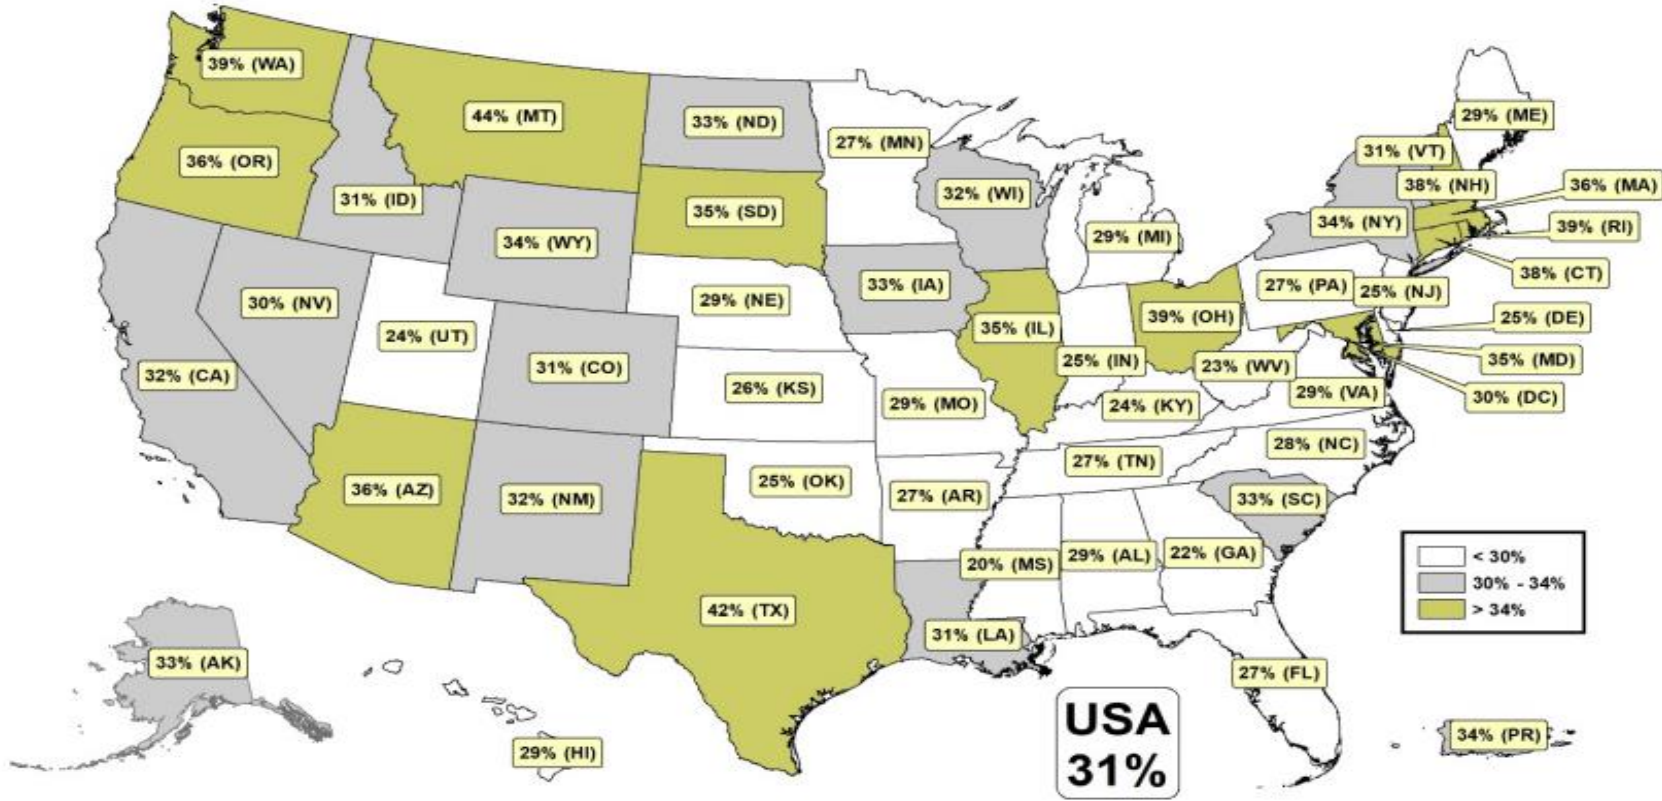 39% (WA)
44% (MT)
33% (ND)
27% (MN)
29% (ME)
31% (VT)
36% (OR)
31% (ID)
35% (SD)
32% (WI)
38% (NH)
36% (MA)
34% (WY)
29% (MI)
34% (NY)
39% (RI)
38% (CT)
30% (NV)
29% (NE)
33% (IA)
27% (PA)
25% (NJ)
24% (UT)
35% (IL)
39% (OH)
25% (DE)
32% (CA)
31% (CO)
26% (KS)
25% (IN)
23% (WV)
35% (MD)
29% (MO)
24% (KY)
29% (VA)
30% (DC)
36% (AZ)
32% (NM)
25% (OK)
27% (AR)
27% (TN)
28% (NC)
33% (SC)
20% (MS)
29% (AL)
22% (GA)
< 30%
30% - 34%
> 34%
42% (TX)
31% (LA)
33% (AK)
27% (FL)
29% (HI)
USA
31%
34% (PR)